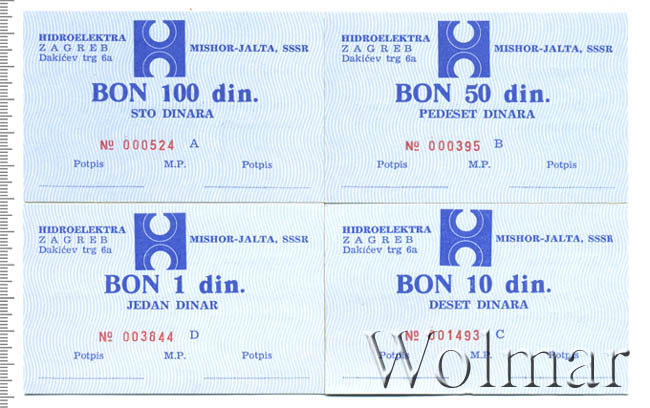 HIDROELEKTRA
ZAGREB
Dakićev trg 6a
MISHOR-JALTA, SSSR
BON 100 din.
STO DINARA
№ 000524 A
Potpis M.P. Potpis
HIDROELEKTRA
ZAGREB
Dakićev trg 6a
MISHOR-JALTA, SSSR
BON 50 din.
PEDESET DINARA
№ 000395 B
Potpis M.P. Potpis
HIDROELEKTRA
ZAGREB
Dakićev trg 6a
MISHOR-JALTA, SSSR
BON 1 din.
JEDAN DINAR
№ 003844 D
Potpis M.P. Potpis
HIDROELEKTRA
ZAGREB
Dakićev trg 6a
MISHOR-JALTA, SSSR
BON 10 din.
DESET DINARA
№ 001493 C
Potpis M.P. Potpis
Wolmar